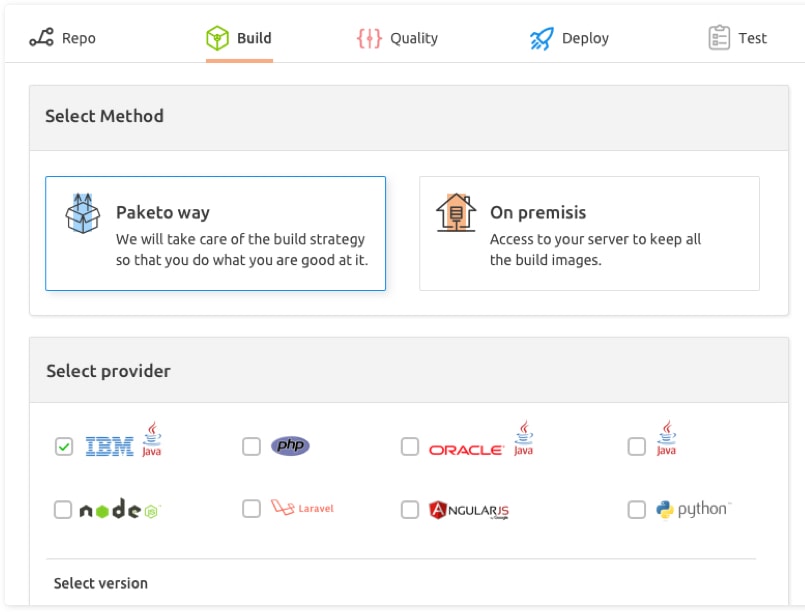 Repo
Build
Quality
Deploy
Test
Select Method
Paketo way
We will take care of the build strategy
so that you do what you are good at it.
On premisis
Access to your server to keep all
the build images.
Select provider
IBM Java
php
ORACLE Java
Java
node JS
Laravel
ANGULARJS
by Google
python™
Select version